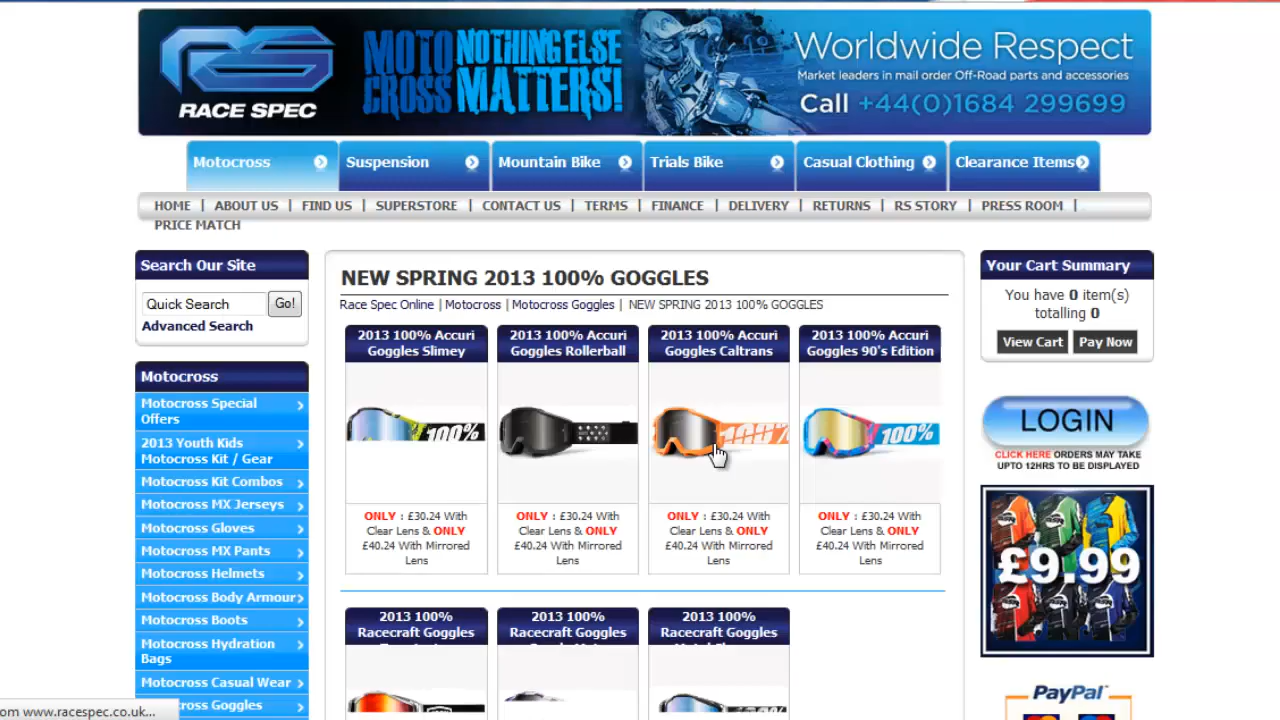 RACE SPEC
MOTO CROSS NOTHING ELSE MATTERS!
Worldwide Respect
Market leaders in mail order Off-Road parts and accessories
Call +44(0)1684 299699
Motocross
Suspension
Mountain Bike
Trials Bike
Casual Clothing
Clearance Items
HOME | ABOUT US | FIND US | SUPERSTORE | CONTACT US | TERMS | FINANCE | DELIVERY | RETURNS | RS STORY | PRESS ROOM |
PRICE MATCH
Search Our Site
Quick Search
Go!
Advanced Search
Motocross
Motocross Special
Offers
2013 Youth Kids
Motocross Kit / Gear
Motocross Kit Combos
Motocross MX Jerseys
Motocross Gloves
Motocross MX Pants
Motocross Helmets
Motocross Body Armour
Motocross Boots
Motocross Hydration
Bags
Motocross Casual Wear
Goggles
om www.racespec.co.uk...
NEW SPRING 2013 100% GOGGLES
Race Spec Online | Motocross | Motocross Goggles | NEW SPRING 2013 100% GOGGLES
2013 100% Accuri
Goggles Slimey
100%
ONLY : £30.24 With
Clear Lens & ONLY
£40.24 With Mirrored
Lens
2013 100% Accuri
Goggles Rollerball
ONLY : £30.24 With
Clear Lens & ONLY
£40.24 With Mirrored
Lens
2013 100% Accuri
Goggles Caltrans
100%
ONLY : £30.24 With
Clear Lens & ONLY
£40.24 With Mirrored
Lens
2013 100% Accuri
Goggles 90's Edition
100%
ONLY : £30.24 With
Clear Lens & ONLY
£40.24 With Mirrored
Lens
2013 100%
Racecraft Goggles
2013 100%
Racecraft Goggles
2013 100%
Racecraft Goggles
Your Cart Summary
You have 0 item(s)
totalling 0
View Cart
Pay Now
LOGIN
CLICK HERE ORDERS MAY TAKE
UPTO 12HRS TO BE DISPLAYED
£9.99
PayPal